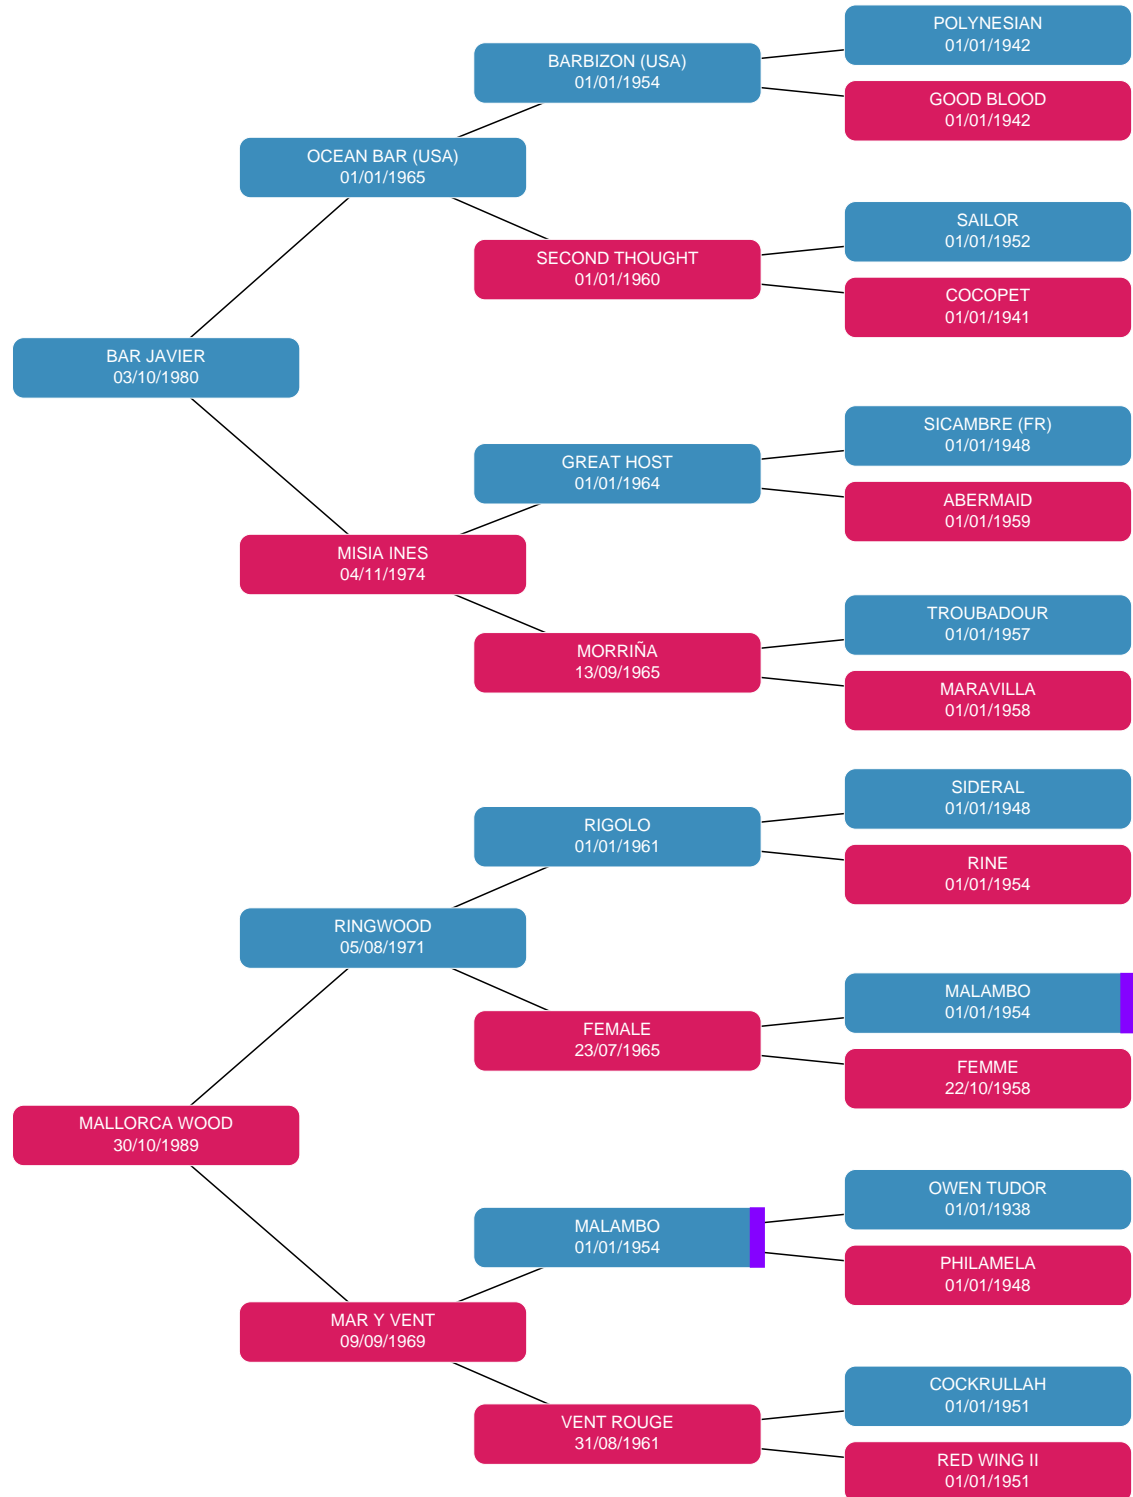 POLYNESIAN
01/01/1942
BARBIZON (USA)
01/01/1954
GOOD BLOOD
01/01/1942
OCEAN BAR (USA)
01/01/1965
SAILOR
01/01/1952
SECOND THOUGHT
01/01/1960
COCOPET
01/01/1941
BAR JAVIER
03/10/1980
SICAMBRE (FR)
01/01/1948
GREAT HOST
01/01/1964
ABERMAID
01/01/1959
MISIA INES
04/11/1974
TROUBADOUR
01/01/1957
MORRIÑA
13/09/1965
MARAVILLA
01/01/1958
SIDERAL
01/01/1948
RIGOLO
01/01/1961
RINE
01/01/1954
RINGWOOD
05/08/1971
MALAMBO
01/01/1954
FEMALE
23/07/1965
FEMME
22/10/1958
MALLORCA WOOD
30/10/1989
OWEN TUDOR
01/01/1938
MALAMBO
01/01/1954
PHILAMELA
01/01/1948
MAR Y VENT
09/09/1969
COCKRULLAH
01/01/1951
VENT ROUGE
31/08/1961
RED WING II
01/01/1951